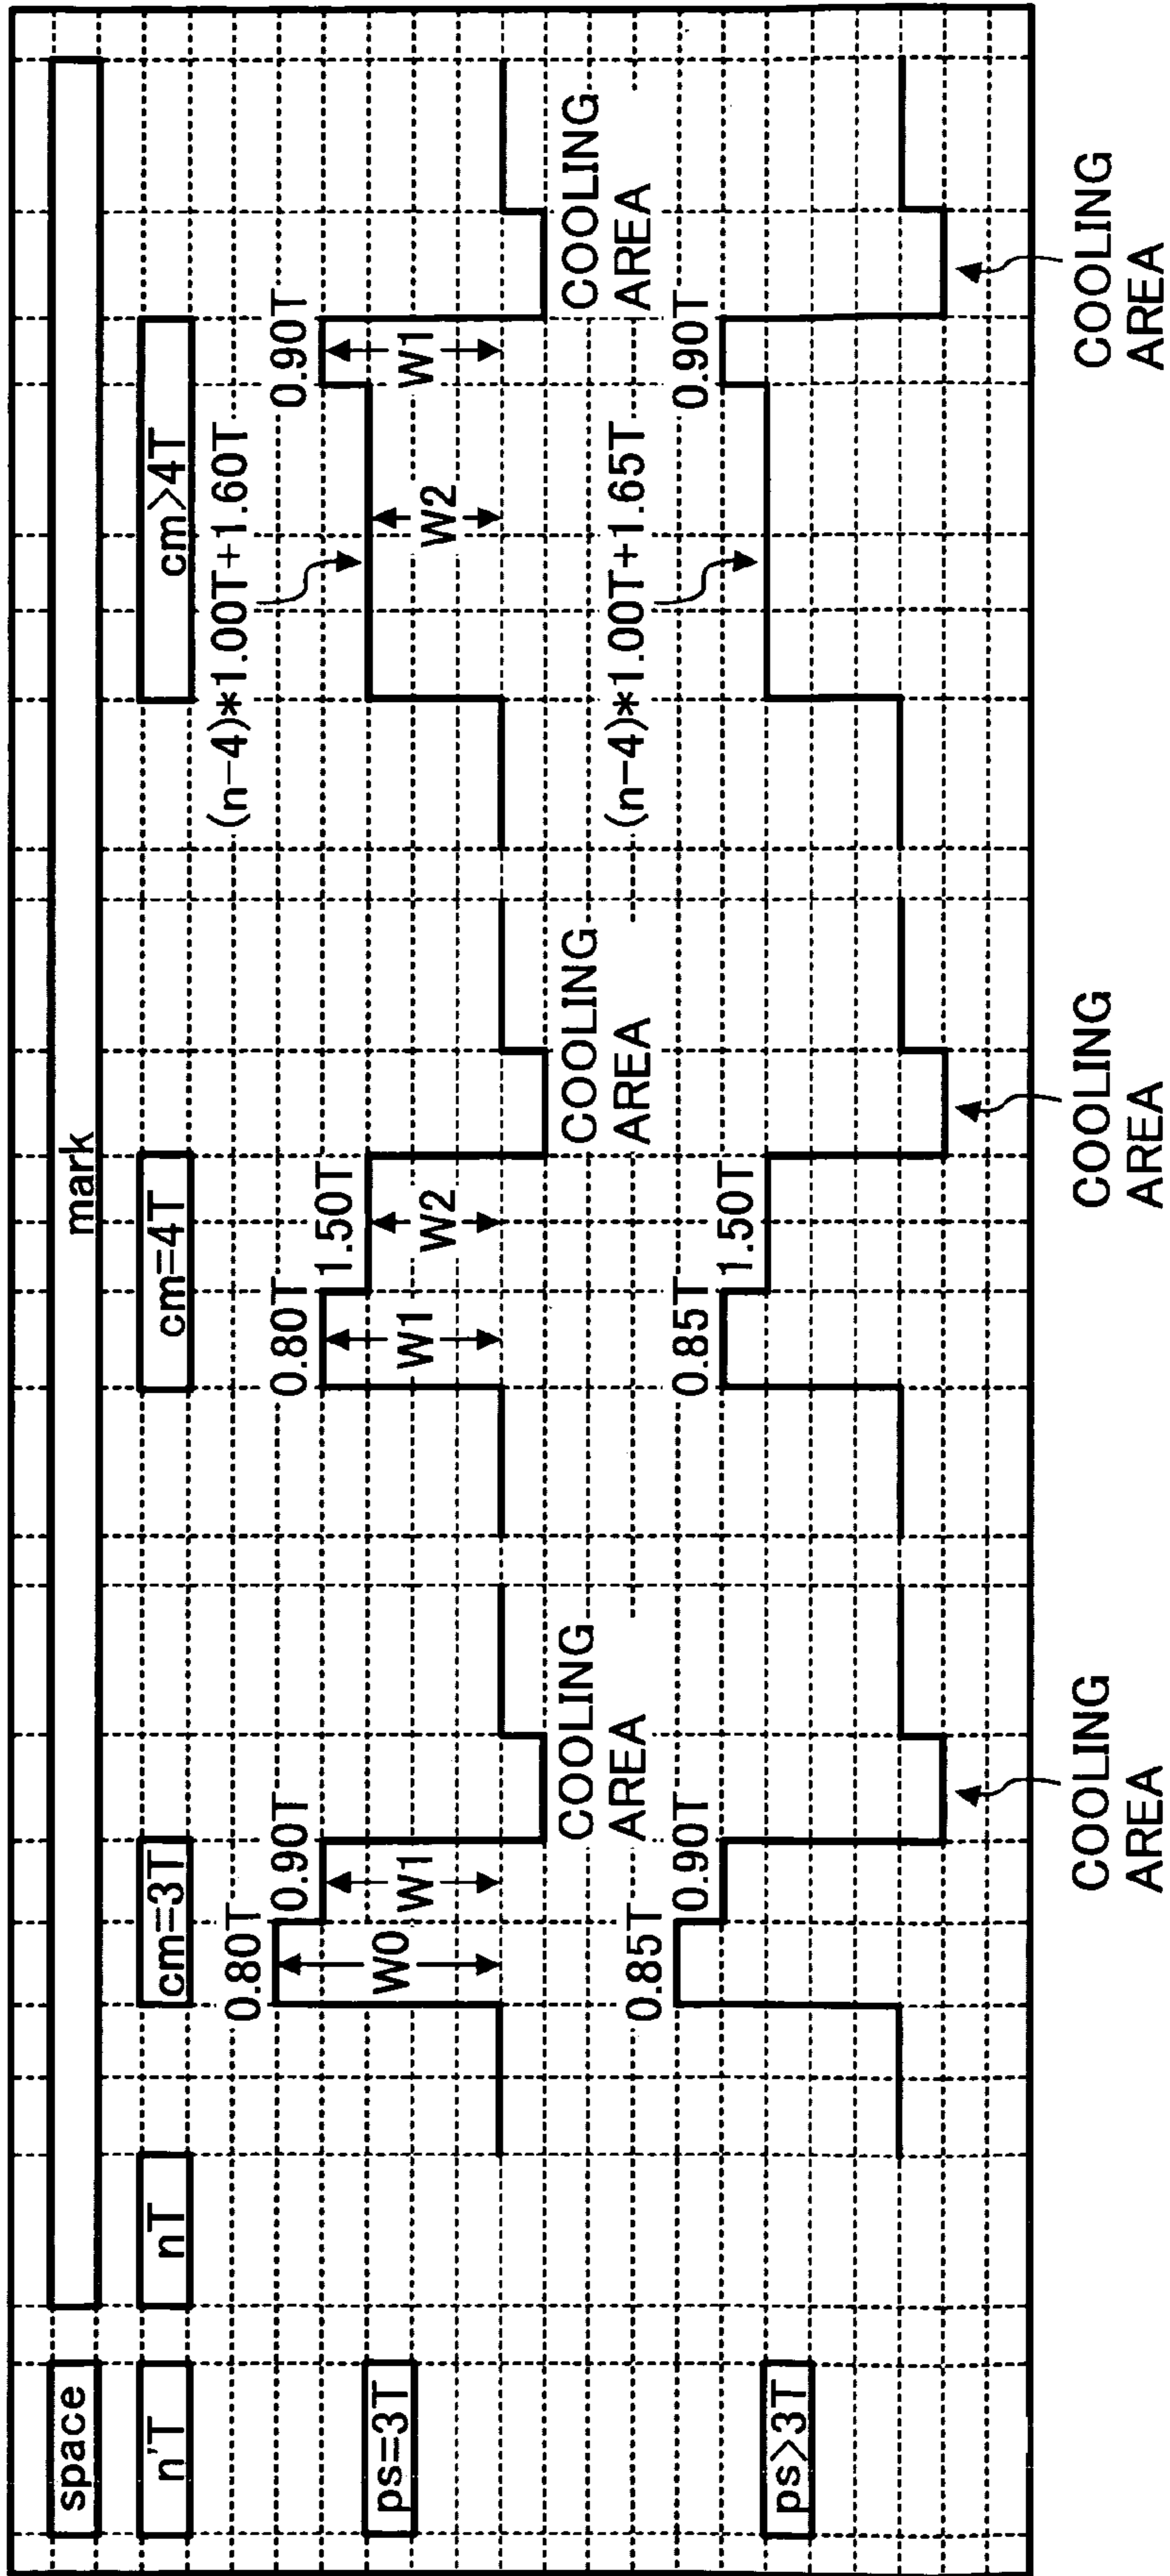 space
mark
n'T
nT
cm=3T
cm=4T
cm>4T
ps=3T
0.80T
0.90T
W0
W1
COOLING
AREA
0.80T
1.50T
W1
W2
COOLING
AREA
(n-4)*1.00T+1.60T
0.90T
W2
W1
COOLING
AREA
ps>3T
0.85T
0.90T
0.85T
1.50T
(n-4)*1.00T+1.65T
0.90T
COOLING
AREA
COOLING
AREA
COOLING
AREA